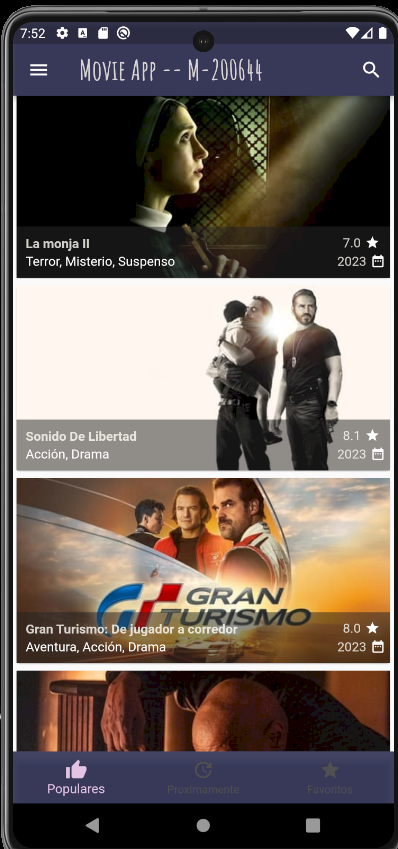 7:52
Movie App -- M-200644
La monja II
7.0
Terror, Misterio, Suspenso
2023
Sonido De Libertad
8.1
Acción, Drama
2023
GRAN
TURISMO
Gran Turismo: De jugador a corredor
8.0
Aventura, Acción, Drama
2023
Populares
Proximamente
Favoritos